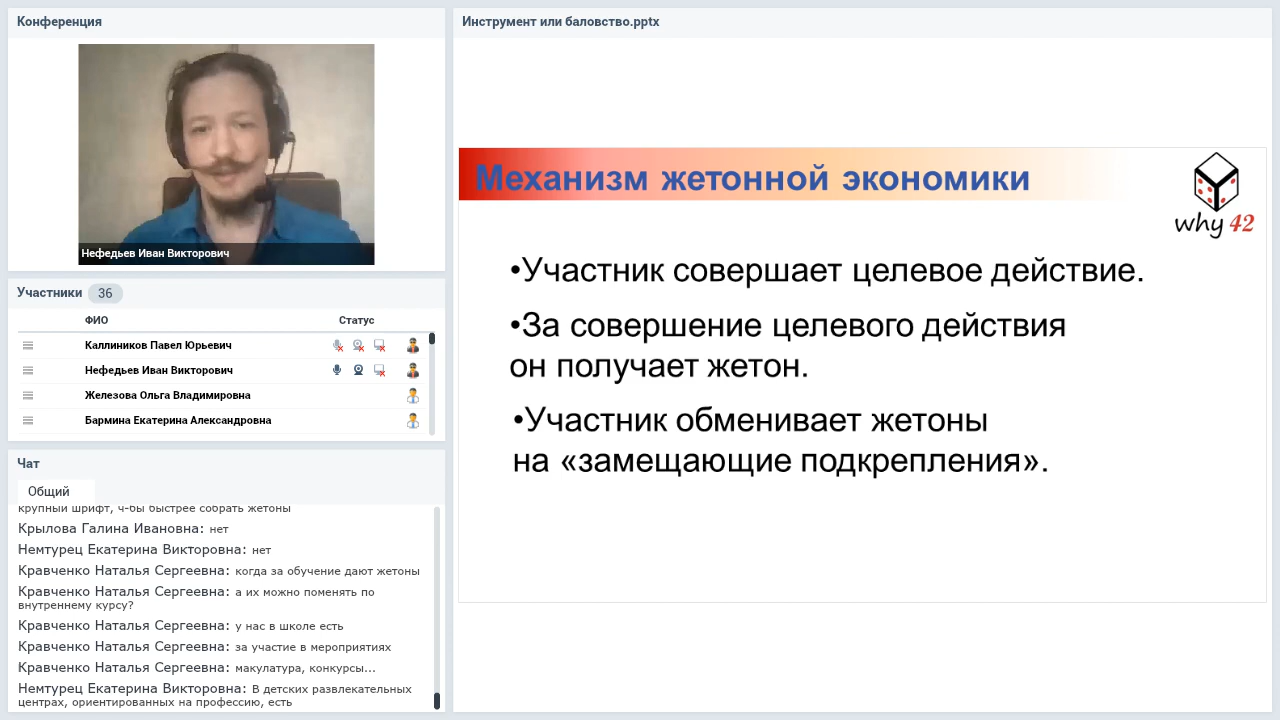 Конференция
Нефедьев Иван Викторович
Участники 36
ФИО Статус
Каллиников Павел Юрьевич
Нефедьев Иван Викторович
Железова Ольга Владимировна
Бармина Екатерина Александровна
Чат
Общий
крупный шрифт, ч-бы быстрее собрать жетоны
Крылова Галина Ивановна: нет
Немтурец Екатерина Викторовна: нет
Кравченко Наталья Сергеевна: когда за обучение дают жетоны
Кравченко Наталья Сергеевна: а их можно поменять по
внутреннему курсу?
Кравченко Наталья Сергеевна: у нас в школе есть
Кравченко Наталья Сергеевна: за участие в мероприятиях
Кравченко Наталья Сергеевна: макулатура, конкурсы...
Немтурец Екатерина Викторовна: В детских развлекательных
центрах, ориентированных на профессию, есть
Инструмент или баловство.pptx
Механизм жетонной экономики
why 42
•Участник совершает целевое действие.
•За совершение целевого действия
он получает жетон.
•Участник обменивает жетоны
на «замещающие подкрепления».